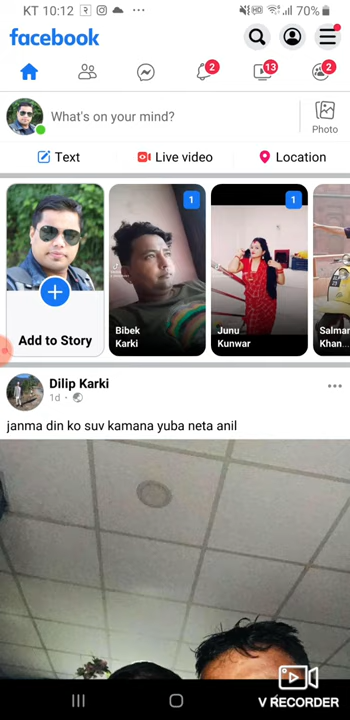 KT 10:12 70%
facebook
2 13 2
What's on your mind?
Photo
Text Live video Location
1 1
Add to Story
Bibek
Karki
Junu
Kunwar
Salman
Khan...
Dilip Karki
1d
janma din ko suv kamana yuba neta anil
V RECORDER